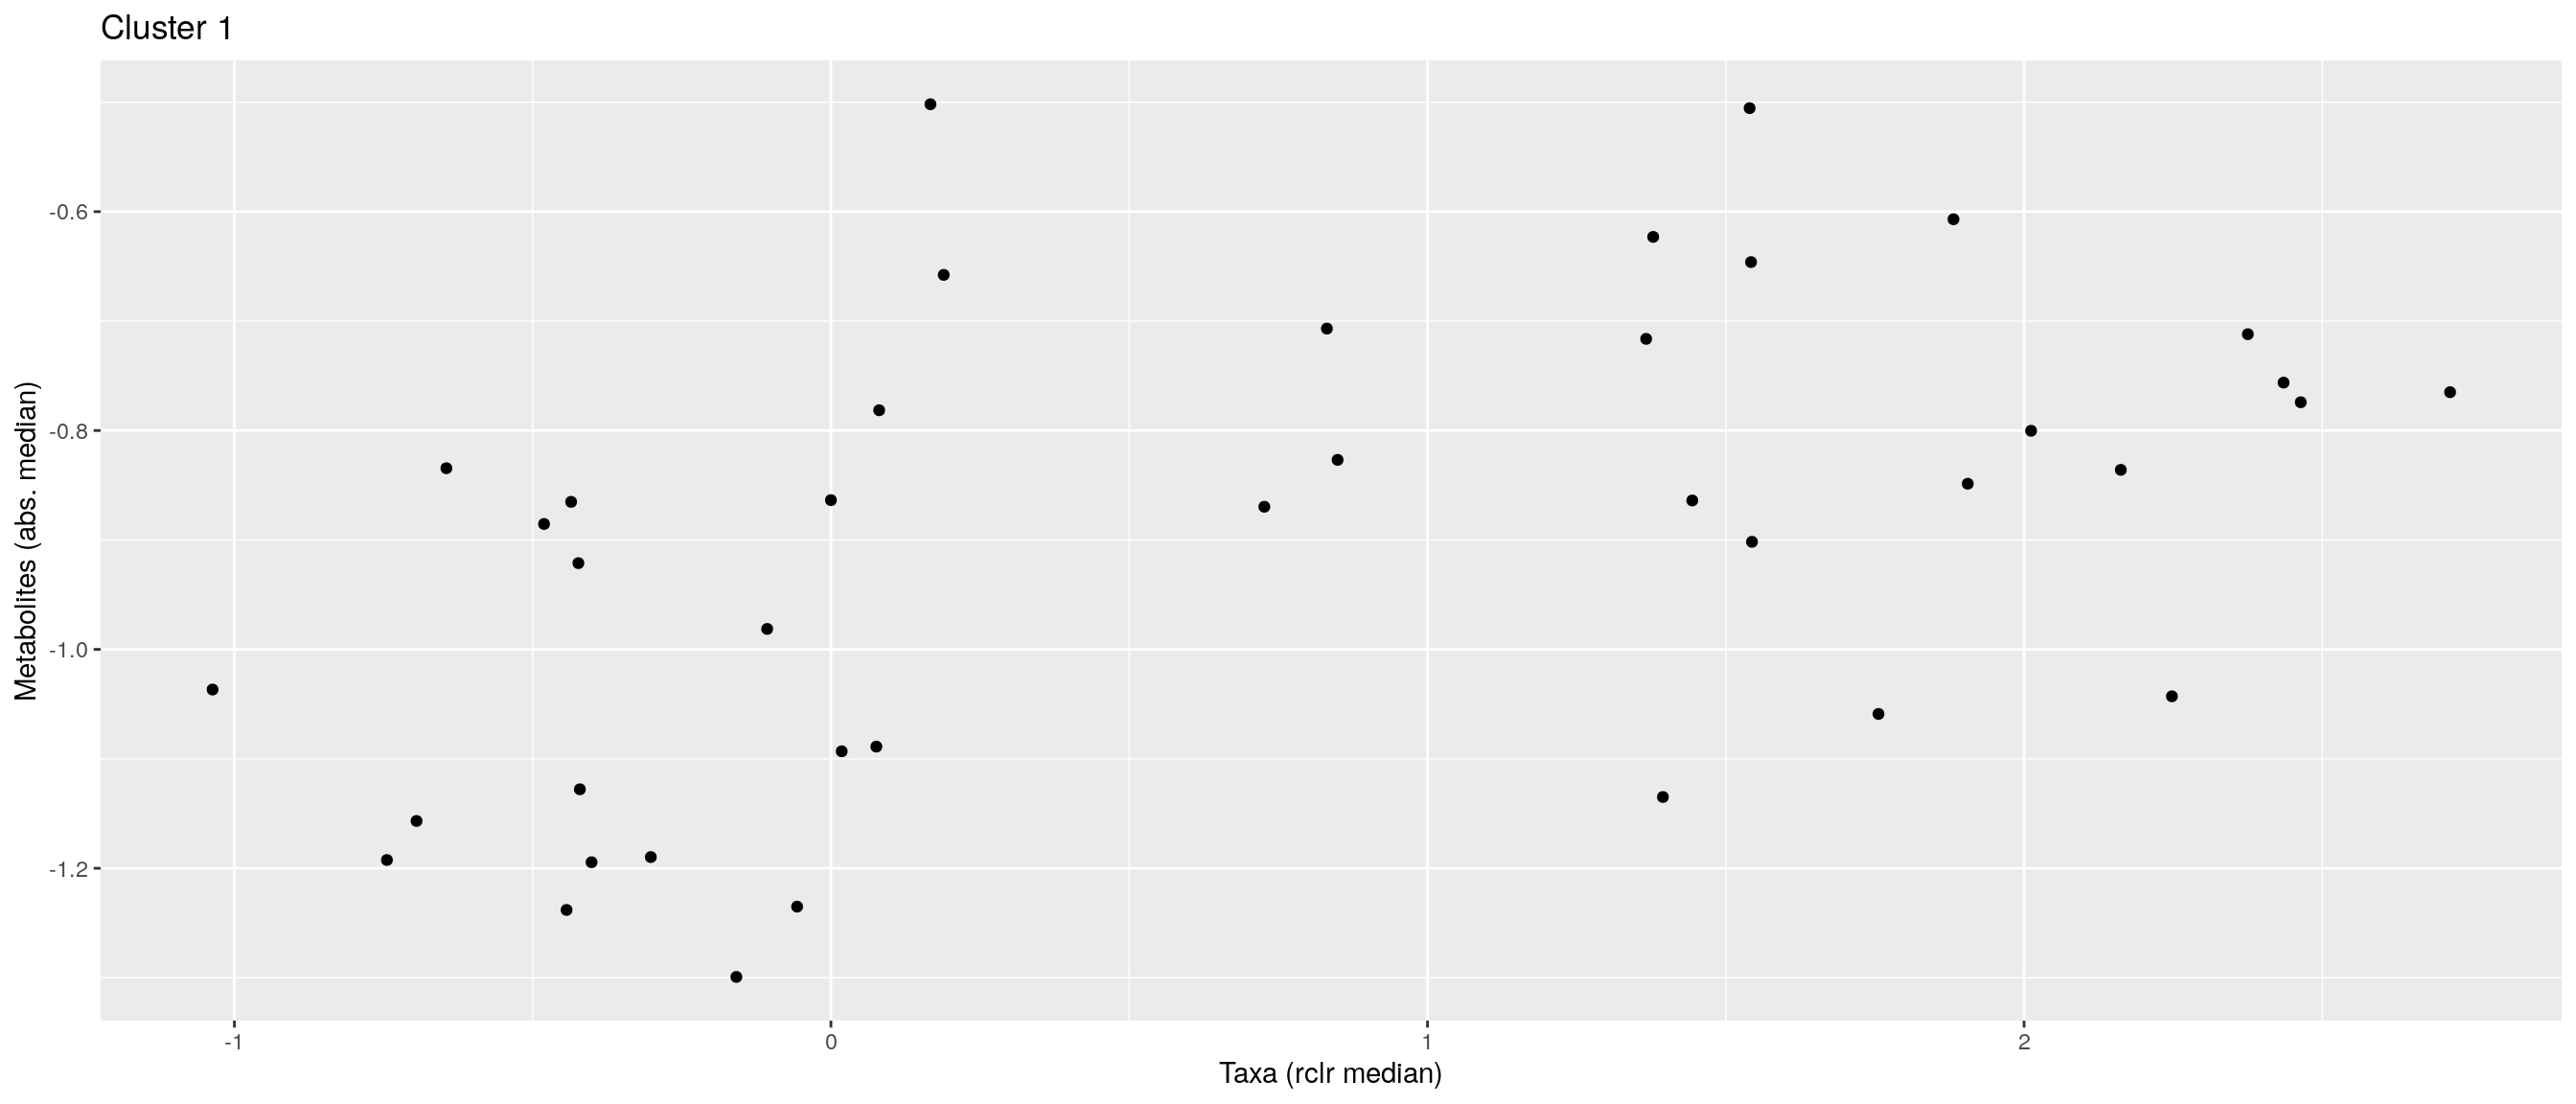 Cluster 1
Metabolites (abs. median)
-0.6
-0.8
-1.0
-1.2
-1
0
1
2
Taxa (rclr median)